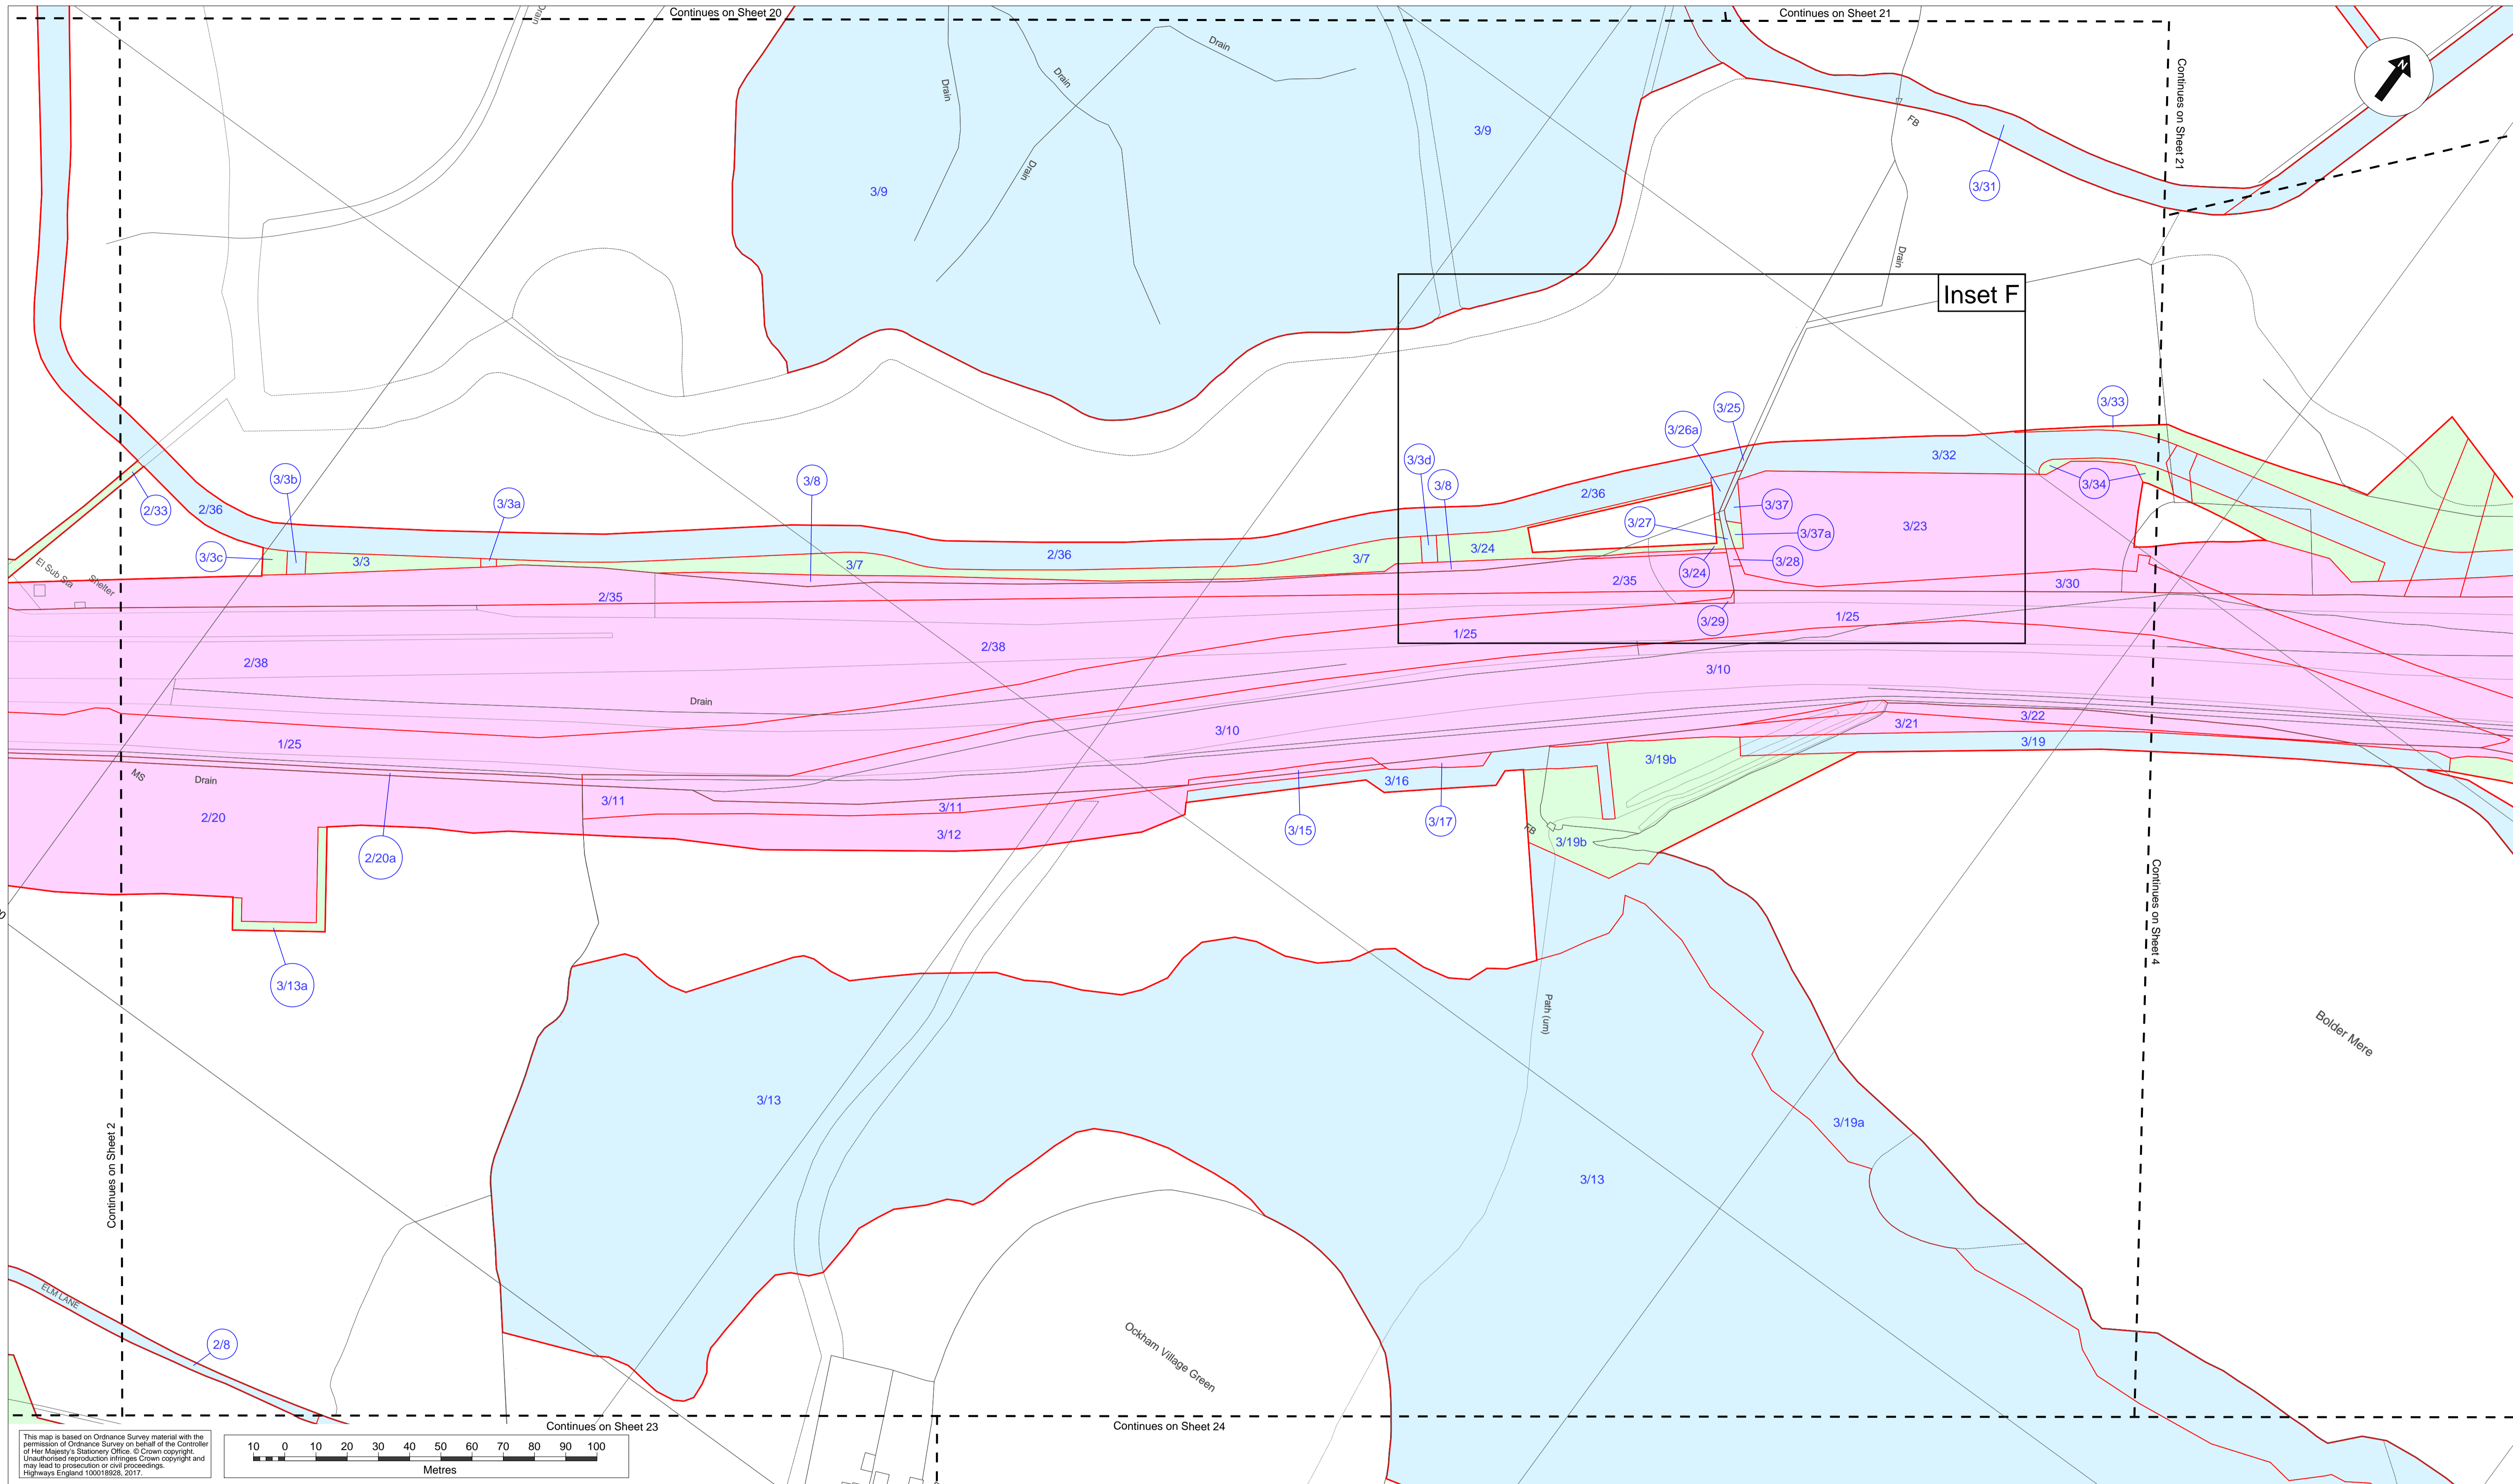 Continues on Sheet 20
Continues on Sheet 21
Drain
Drain
Drain
Drain
Drain
N
Continues on Sheet 21
3/9
3/9
FB
3/31
Drain
Inset F
3/33
3/25
3/26a
3/32
3/3d
3/8
3/3b
3/8
3/34
3/3a
2/33
2/36
2/36
3/37
3/27
3/23
3/37a
3/3c
3/3
3/7
2/36
3/7
3/24
3/28
3/24
El Sub Sta
Shelter
2/35
2/35
3/30
3/29
1/25
1/25
2/38
2/38
3/10
Drain
3/10
3/22
3/21
1/25
3/19
3/19b
MS
Drain
3/16
3/11
3/11
3/15
3/17
2/20
3/12
FB
3/19b
2/20a
Continues on Sheet 4
3/13a
Path (um)
Bolder Mere
3/13
3/19a
Continues on Sheet 2
3/13
ELM LANE
2/8
Ockham Village Green
Continues on Sheet 23
Continues on Sheet 24
This map is based on Ordnance Survey material with the
permission of Ordnance Survey on behalf of the Controller
of Her Majesty's Stationery Office. © Crown copyright.
Unauthorised reproduction infringes Crown copyright and
may lead to prosecution or civil proceedings.
Highways England 100018928, 2017.
10 0 10 20 30 40 50 60 70 80 90 100
Metres